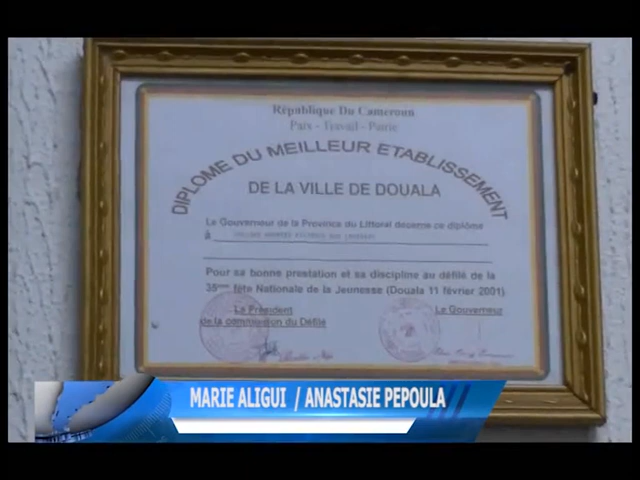 République Du Cameroun
Paix - Travail - Patrie
DIPLOME DU MEILLEUR ETABLISSEMENT
DE LA VILLE DE DOUALA
Le Gouverneur de la Province du Littoral décerne ce diplôme
à
Pour sa bonne prestation et sa discipline au défilé de la
35ème fête Nationale de la Jeunesse (Douala 11 février 2001)
Le Président Le Gouverneur
de la commission du Défilé
MARIE ALIGUI / ANASTASIE PEPOULA